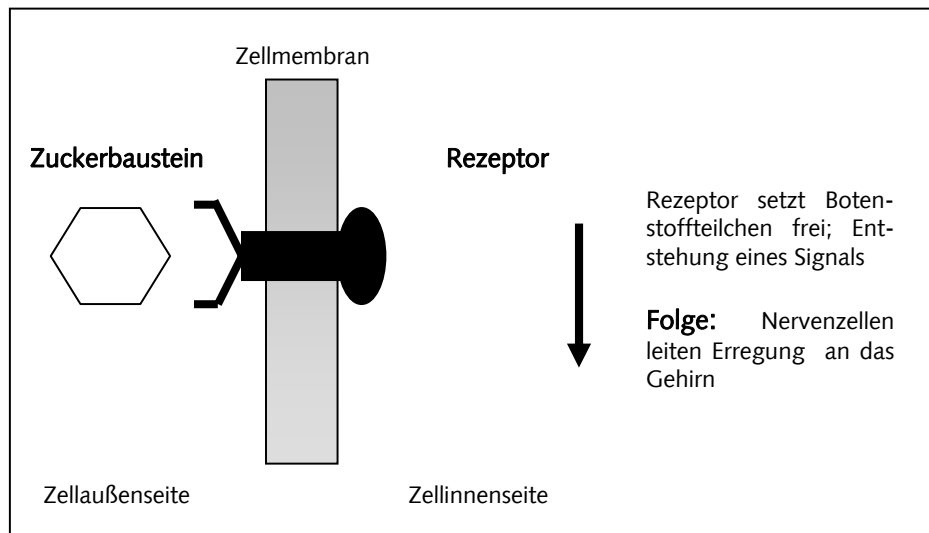 Zellmembran
Zuckerbaustein
Rezeptor
Rezeptor setzt Boten-
stoffteilchen frei; Ent-
stehung eines Signals
Folge: Nervenzellen
leiten Erregung an das
Gehirn
Zellaußenseite
Zellinnenseite